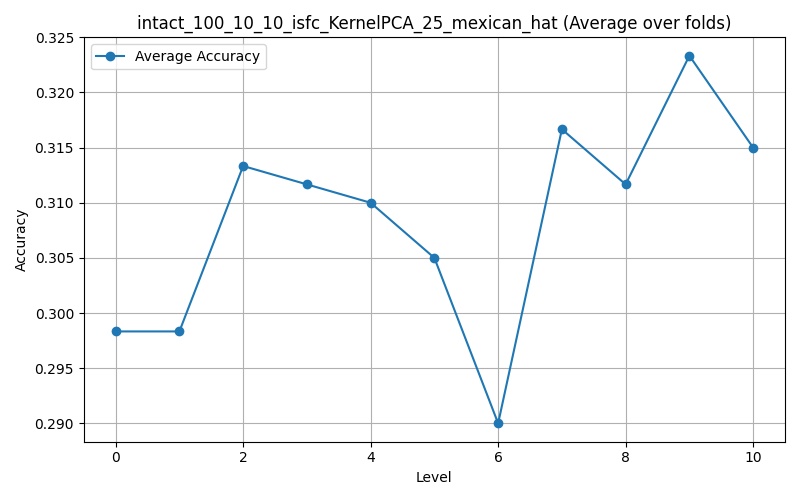 intact_100_10_10_isfc_KernelPCA_25_mexican_hat (Average over folds)
Average Accuracy
0.325
0.320
0.315
0.310
0.305
0.300
0.295
0.290
Accuracy
0 2 4 6 8 10
Level